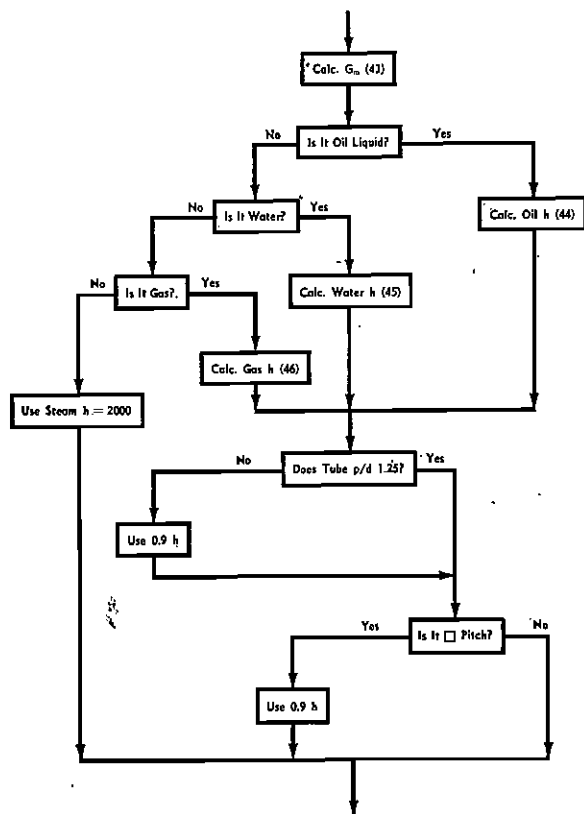 Calc. Gm (43)
No
Is It Oil Liquid?
Yes
No
Is It Water?
Yes
Calc. Oil h (44)
No
Is It Gas?
Yes
Calc. Water h (45)
Calc. Gas h (46)
Use Steam h = 2000
No
Does Tube p/d 1.25?
Yes
Use 0.9 h
Yes
Is It □ Pitch?
No
Use 0.9 h